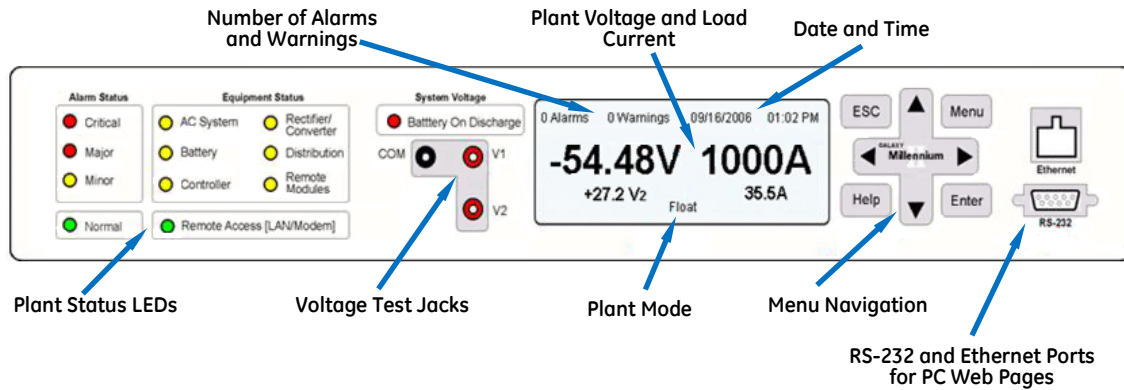 Number of Alarms
and Warnings
Plant Voltage and Load
Current
Date and Time
Alarm Status
Critical
Major
Minor
Normal
Equipment Status
AC System
Rectifier/
Converter
Battery
Distribution
Controller
Remote
Modules
Remote Access [LAN/Modem]
System Voltage
Batttery On Discharge
COM
V1
V2
0 Alarms 0 Warnings 09/16/2006 01:02 PM
-54.48V 1000A
+27.2 V2 35.5A
Float
ESC
Menu
GALAXY
Millennium
Help
Enter
Ethernet
RS-232
Plant Status LEDs
Voltage Test Jacks
Plant Mode
Menu Navigation
RS-232 and Ethernet Ports
for PC Web Pages